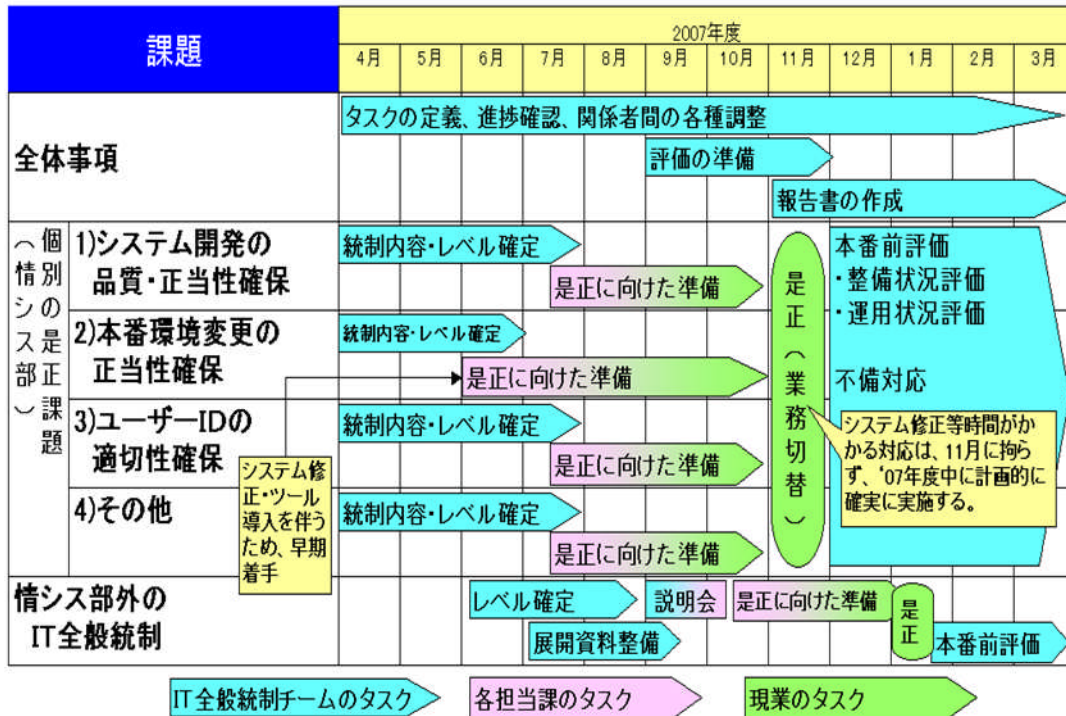 課題
2007年度
4月 5月 6月 7月 8月 9月 10月 11月 12月 1月 2月 3月
全体事項
タスクの定義、進捗確認、関係者間の各種調整
評価の準備
報告書の作成
個別の是正課題
(情シス部)
1)システム開発の
品質・正当性確保
統制内容・レベル確定
是正に向けた準備
2)本番環境変更の
正当性確保
統制内容・レベル確定
是正に向けた準備
3)ユーザーIDの
適切性確保
統制内容・レベル確定
是正に向けた準備
4)その他
統制内容・レベル確定
是正に向けた準備
システム修
正・ツール
導入を伴う
ため、早期
着手
是正(業務切替)
本番前評価
・整備状況評価
・運用状況評価
不備対応
システム修正等時間がか
かる対応は、11月に拘ら
ず、'07年度中に計画的に
確実に実施する。
情シス部外の
IT全般統制
レベル確定
説明会
是正に向けた準備
是正
展開資料整備
本番前評価
IT全般統制チームのタスク
各担当課のタスク
現業のタスク